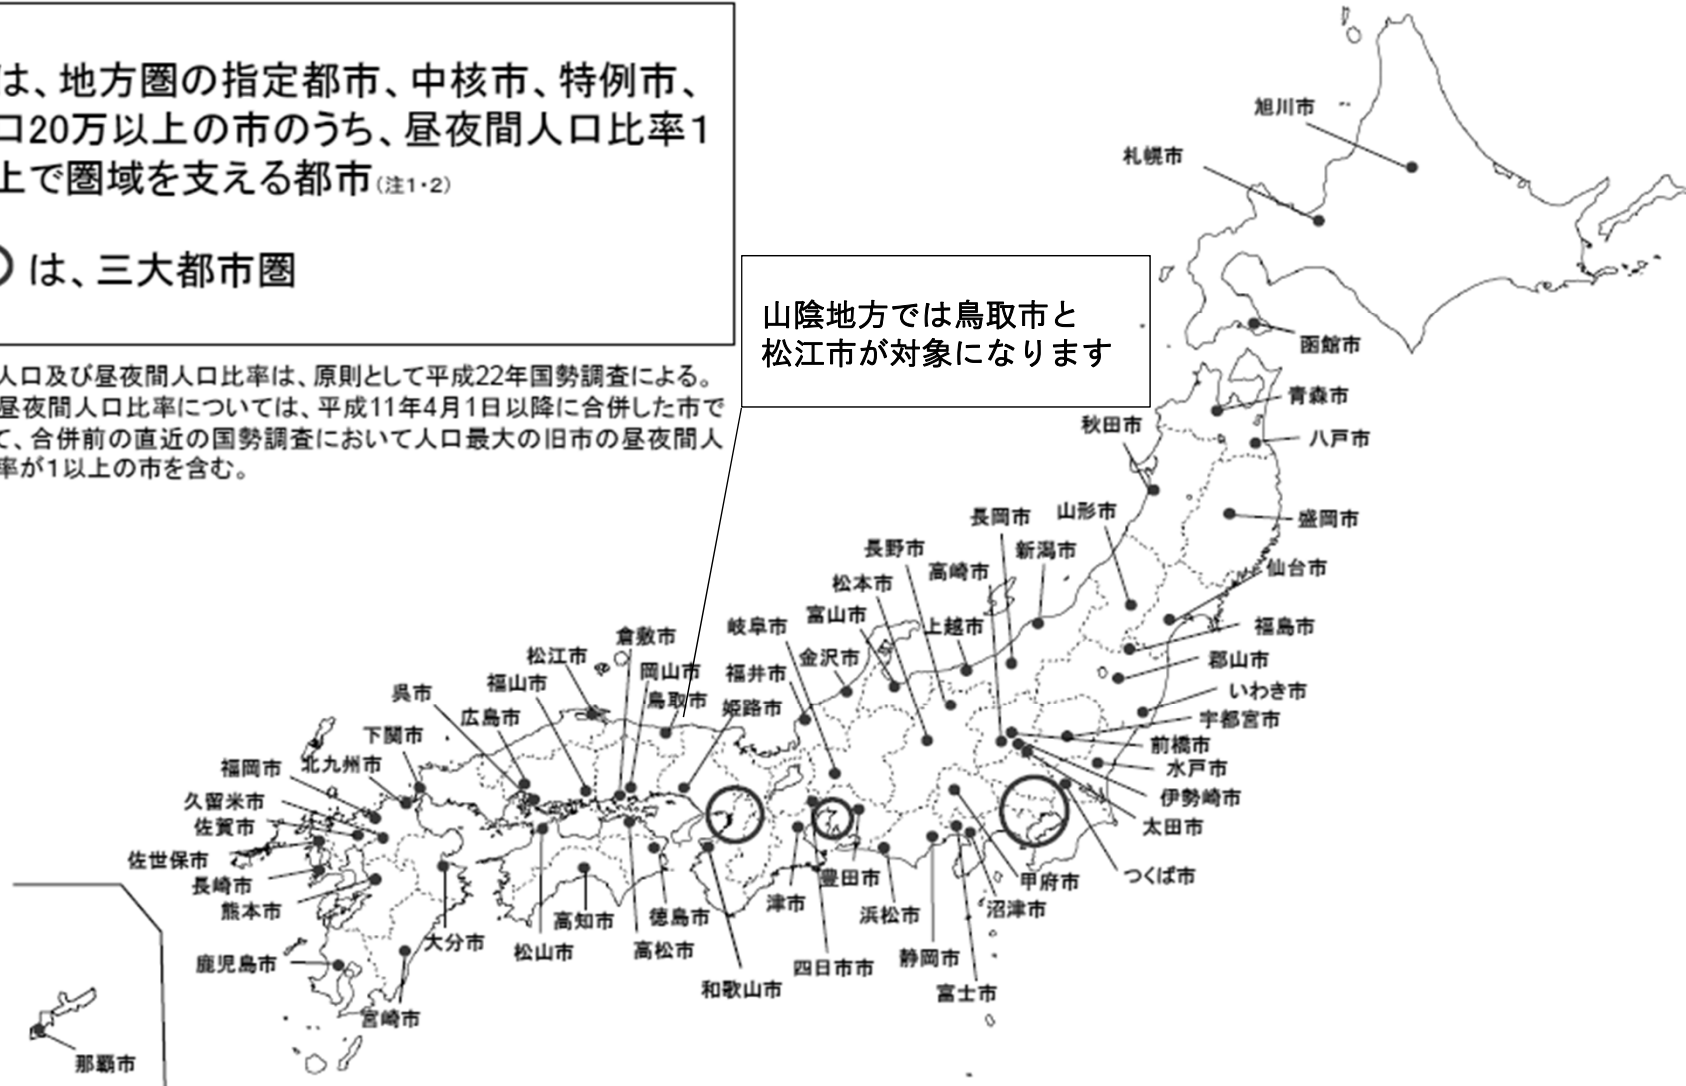 は、地方圏の指定都市、中核市、特例市、
口20万以上の市のうち、昼夜間人口比率1
上で圏域を支える都市(注1・2)
は、三大都市圏
人口及び昼夜間人口比率は、原則として平成22年国勢調査による。
昼夜間人口比率については、平成11年4月1日以降に合併した市で
て、合併前の直近の国勢調査において人口最大の旧市の昼夜間人
率が1以上の市を含む。
山陰地方では鳥取市と
松江市が対象になります
旭川市
札幌市
函館市
青森市
秋田市
八戸市
長岡市
山形市
盛岡市
長野市
新潟市
高崎市
仙台市
松本市
富山市
岐阜市
上越市
福島市
倉敷市
松江市
金沢市
郡山市
岡山市
福井市
福山市
いわき市
呉市
鳥取市
姫路市
広島市
宇都宮市
下関市
前橋市
北九州市
福岡市
水戸市
久留米市
伊勢崎市
佐賀市
太田市
佐世保市
豊田市
つくば市
長崎市
甲府市
熊本市
津市
沼津市
高知市
徳島市
浜松市
大分市
松山市
高松市
静岡市
鹿児島市
四日市市
和歌山市
富士市
宮崎市
那覇市